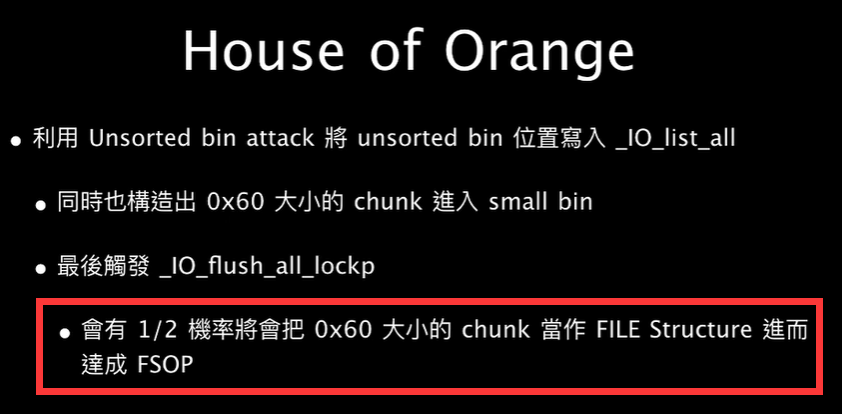 House of Orange
利用 Unsorted bin attack 將 unsorted bin 位置寫入 _IO_list_all
同時也構造出 0x60 大小的 chunk 進入 small bin
最後觸發 _IO_flush_all_lockp
會有 1/2 機率將會把 0x60 大小的 chunk 當作 FILE Structure 進而
達成 FSOP